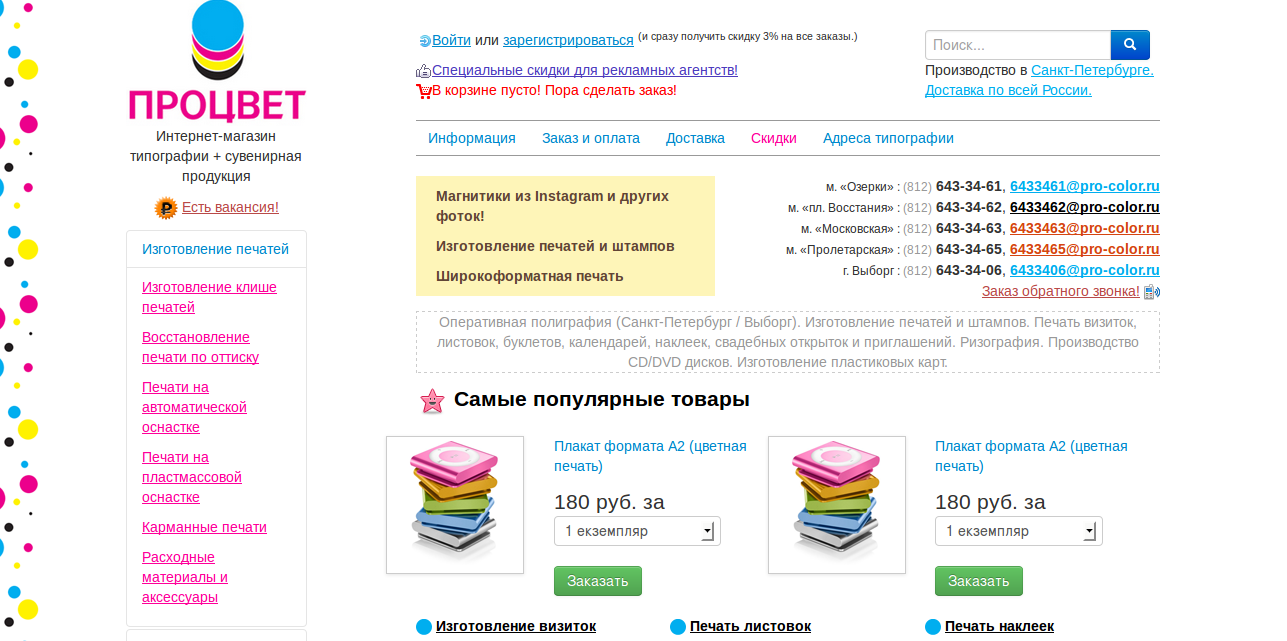 ПРОЦВЕТ
Интернет-магазин
типографии + сувенирная
продукция
Есть вакансия!
Изготовление печатей
Изготовление клише
печатей
Восстановление
печати по оттиску
Печати на
автоматической
оснастке
Печати на
пластмассовой
оснастке
Карманные печати
Расходные
материалы и
аксессуары
Войти или зарегистрироваться (и сразу получить скидку 3% на все заказы.)
Специальные скидки для рекламных агентств!
В корзине пусто! Пора сделать заказ!
Поиск...
Производство в Санкт-Петербурге.
Доставка по всей России.
Информация Заказ и оплата Доставка Скидки Адреса типографии
Магнитики из Instagram и других
фоток!
Изготовление печатей и штампов
Широкоформатная печать
м. «Озерки» : (812) 643-34-61, 6433461@pro-color.ru
м. «пл. Восстания» : (812) 643-34-62, 6433462@pro-color.ru
м. «Московская» : (812) 643-34-63, 6433463@pro-color.ru
м. «Пролетарская» : (812) 643-34-65, 6433465@pro-color.ru
г. Выборг : (812) 643-34-06, 6433406@pro-color.ru
Заказ обратного звонка!
Оперативная полиграфия (Санкт-Петербург / Выборг). Изготовление печатей и штампов. Печать визиток,
листовок, буклетов, календарей, наклеек, свадебных открыток и приглашений. Ризография. Производство
CD/DVD дисков. Изготовление пластиковых карт.
Самые популярные товары
Плакат формата А2 (цветная
печать)
180 руб. за
1 екземпляр
Заказать
Плакат формата А2 (цветная
печать)
180 руб. за
1 екземпляр
Заказать
Изготовление визиток Печать листовок Печать наклеек